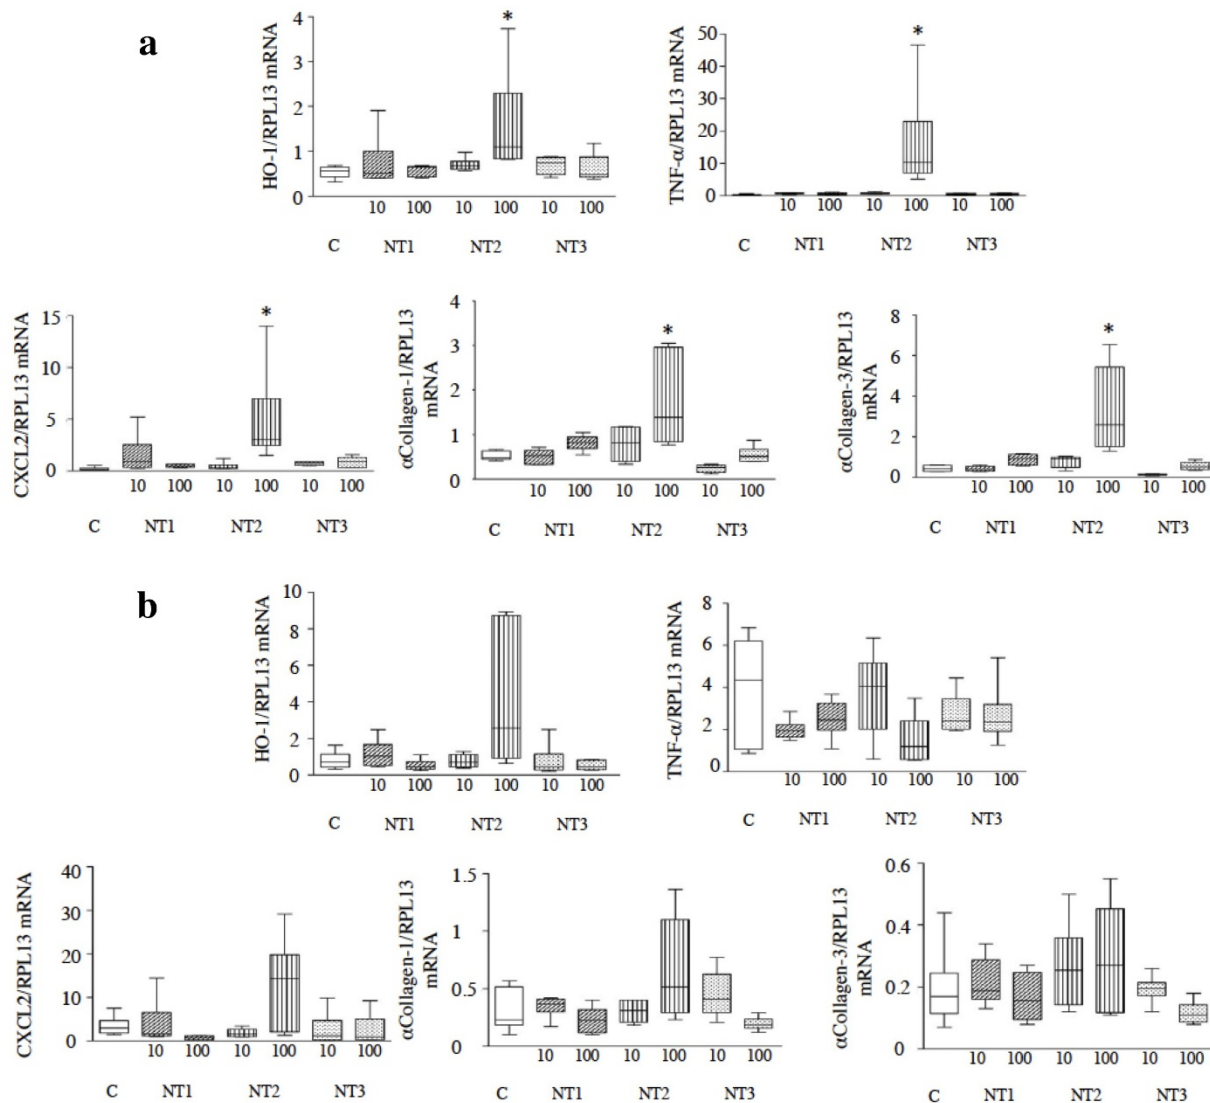 a
HO-1/RPL13 mRNA
4
3
2
1
0
*
10 100 10 100 10 100
C NT1 NT2 NT3
TNF-α/RPL13 mRNA
50
40
30
20
10
0
*
10 100 10 100 10 100
C NT1 NT2 NT3
CXCL2/RPL13 mRNA
15
10
5
0
*
10 100 10 100 10 100
C NT1 NT2 NT3
αCollagen-1/RPL13
mRNA
4
3
2
1
0
*
10 100 10 100 10 100
C NT1 NT2 NT3
αCollagen-3/RPL13
mRNA
8
6
4
2
0
*
10 100 10 100 10 100
C NT1 NT2 NT3
b
HO-1/RPL13 mRNA
10
8
6
4
2
0
10 100 10 100 10 100
C NT1 NT2 NT3
TNF-α/RPL13 mRNA
8
6
4
2
0
10 100 10 100 10 100
C NT1 NT2 NT3
CXCL2/RPL13 mRNA
40
30
20
10
0
10 100 10 100 10 100
C NT1 NT2 NT3
αCollagen-1/RPL13
mRNA
1.5
1
0.5
0
10 100 10 100 10 100
C NT1 NT2 NT3
αCollagen-3/RPL13
mRNA
0.6
0.4
0.2
0
10 100 10 100 10 100
C NT1 NT2 NT3